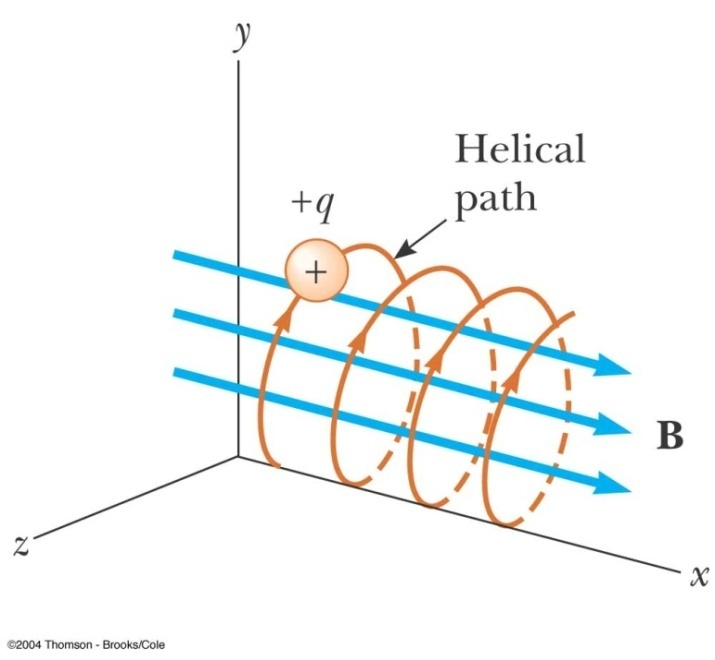 y
Helical
path
+q
+
B
z
x
©2004 Thomson - Brooks/Cole